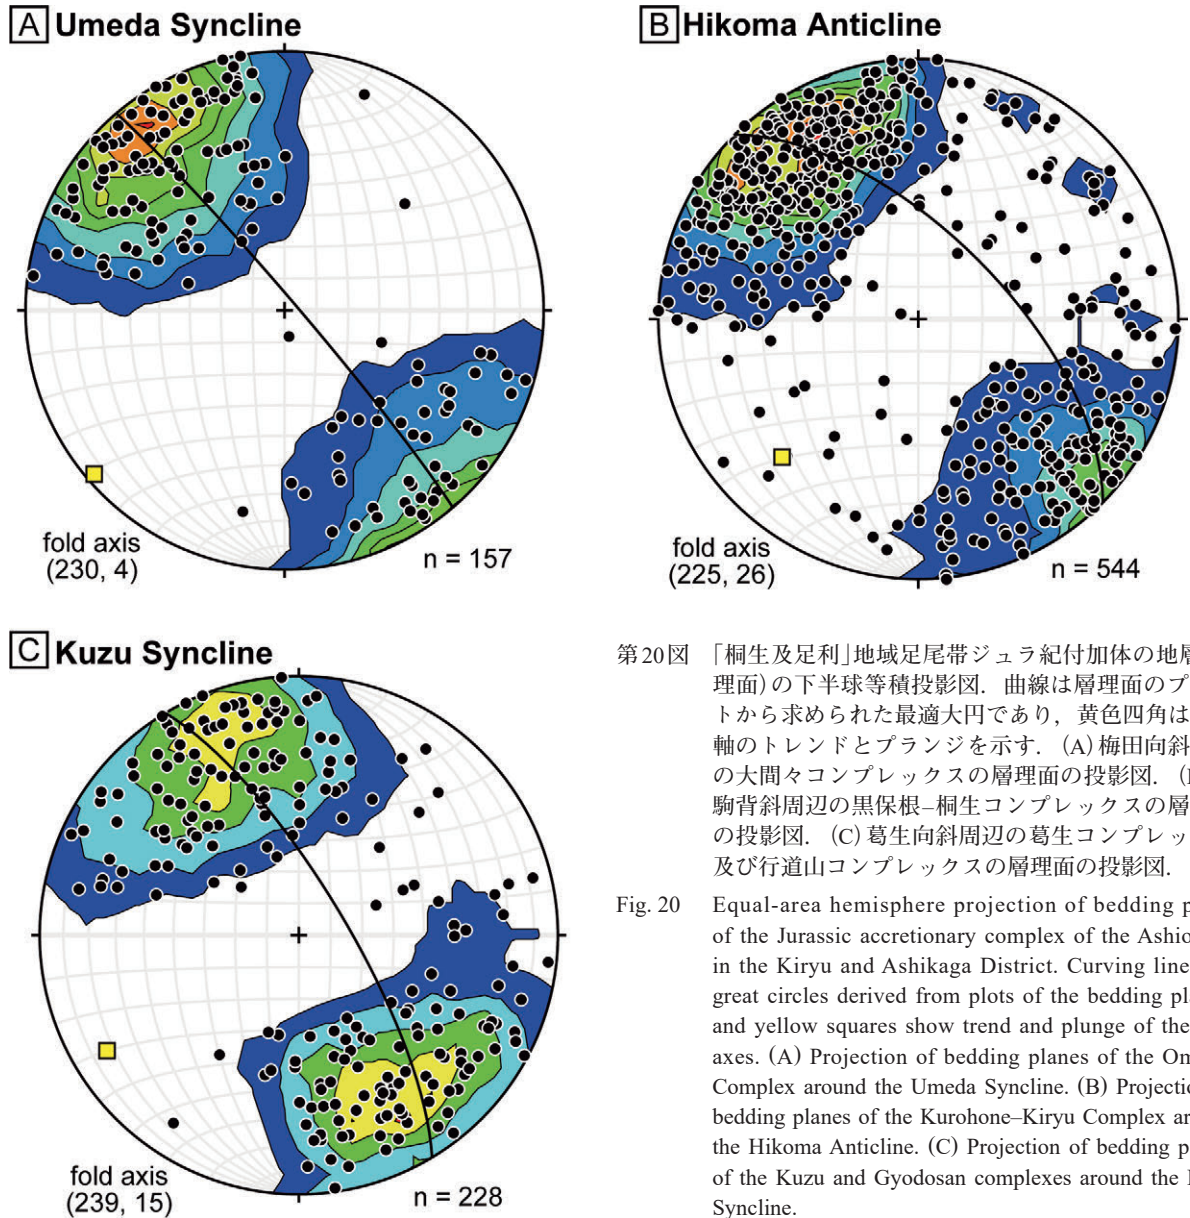 A Umeda Syncline
fold axis
(230, 4)
n = 157
B Hikoma Anticline
fold axis
(225, 26)
n = 544
C Kuzu Syncline
fold axis
(239, 15)
n = 228
第20図 「桐生及足利」地域足尾帯ジュラ紀付加体の地層
理面)の下半球等積投影図．曲線は層理面のプ
トから求められた最適大円であり，黄色四角は
軸のトレンドとプランジを示す．(A)梅田向斜
の大間々コンプレックスの層理面の投影図．(
駒背斜周辺の黒保根–桐生コンプレックスの層
の投影図．(C)葛生向斜周辺の葛生コンプレッ
及び行道山コンプレックスの層理面の投影図．
Fig. 20 Equal-area hemisphere projection of bedding p
of the Jurassic accretionary complex of the Ashio
in the Kiryu and Ashikaga District. Curving line
great circles derived from plots of the bedding pl
and yellow squares show trend and plunge of the
axes. (A) Projection of bedding planes of the Om
Complex around the Umeda Syncline. (B) Projectio
bedding planes of the Kurohone–Kiryu Complex ar
the Hikoma Anticline. (C) Projection of bedding p
of the Kuzu and Gyodosan complexes around the
Syncline.